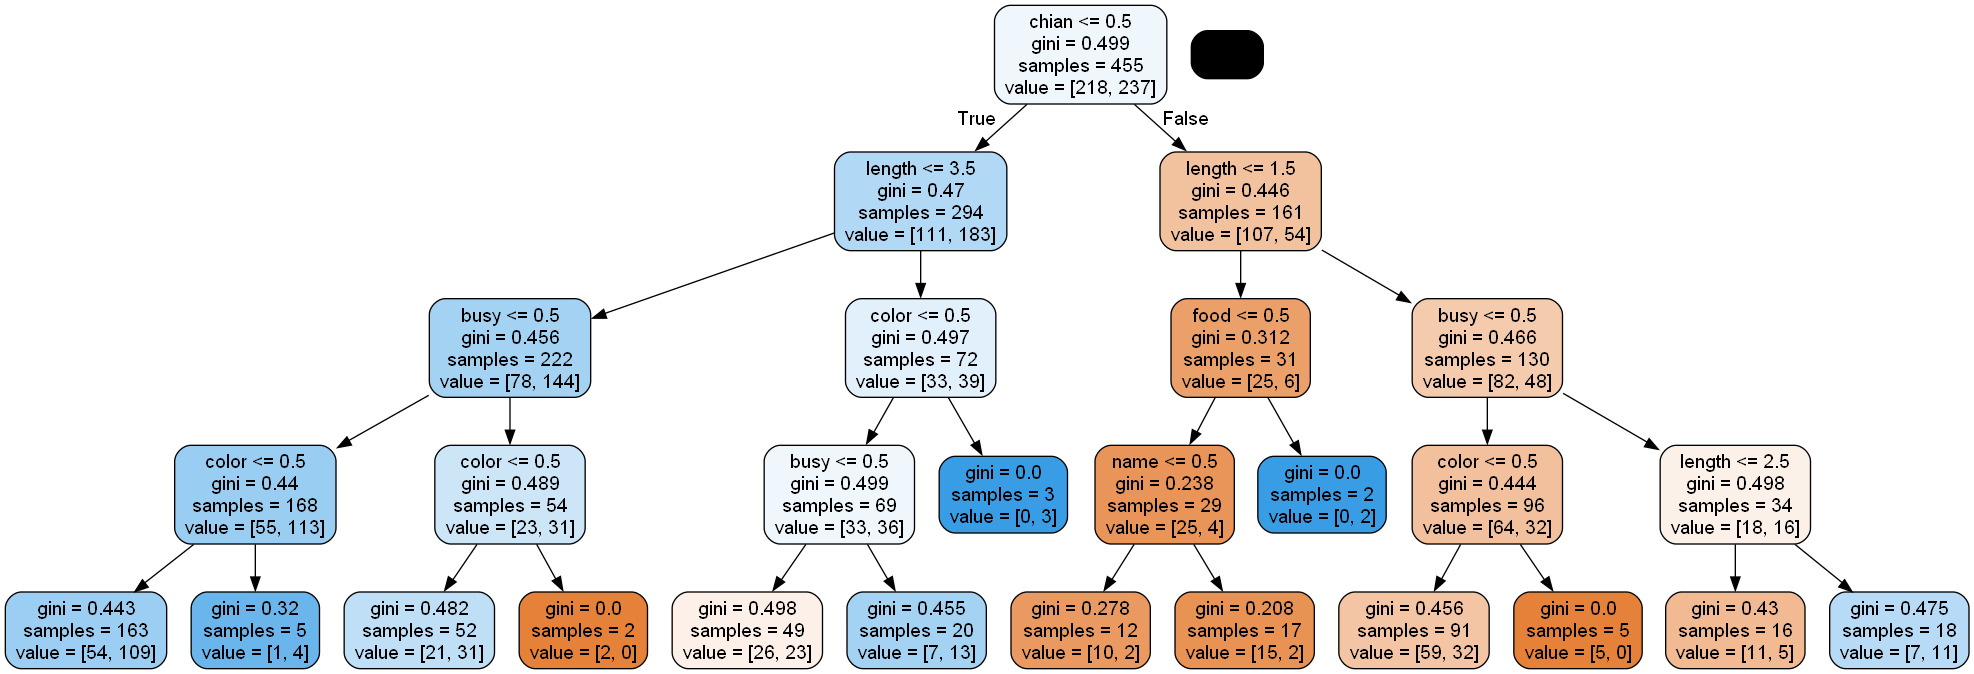 chian <= 0.5
gini = 0.499
samples = 455
value = [218, 237]
True
False
length <= 3.5
gini = 0.47
samples = 294
value = [111, 183]
length <= 1.5
gini = 0.446
samples = 161
value = [107, 54]
busy <= 0.5
gini = 0.456
samples = 222
value = [78, 144]
color <= 0.5
gini = 0.497
samples = 72
value = [33, 39]
food <= 0.5
gini = 0.312
samples = 31
value = [25, 6]
busy <= 0.5
gini = 0.466
samples = 130
value = [82, 48]
color <= 0.5
gini = 0.44
samples = 168
value = [55, 113]
color <= 0.5
gini = 0.489
samples = 54
value = [23, 31]
busy <= 0.5
gini = 0.499
samples = 69
value = [33, 36]
gini = 0.0
samples = 3
value = [0, 3]
name <= 0.5
gini = 0.238
samples = 29
value = [25, 4]
gini = 0.0
samples = 2
value = [0, 2]
color <= 0.5
gini = 0.444
samples = 96
value = [64, 32]
length <= 2.5
gini = 0.498
samples = 34
value = [18, 16]
gini = 0.443
samples = 163
value = [54, 109]
gini = 0.32
samples = 5
value = [1, 4]
gini = 0.482
samples = 52
value = [21, 31]
gini = 0.0
samples = 2
value = [2, 0]
gini = 0.498
samples = 49
value = [26, 23]
gini = 0.455
samples = 20
value = [7, 13]
gini = 0.278
samples = 12
value = [10, 2]
gini = 0.208
samples = 17
value = [15, 2]
gini = 0.456
samples = 91
value = [59, 32]
gini = 0.0
samples = 5
value = [5, 0]
gini = 0.43
samples = 16
value = [11, 5]
gini = 0.475
samples = 18
value = [7, 11]